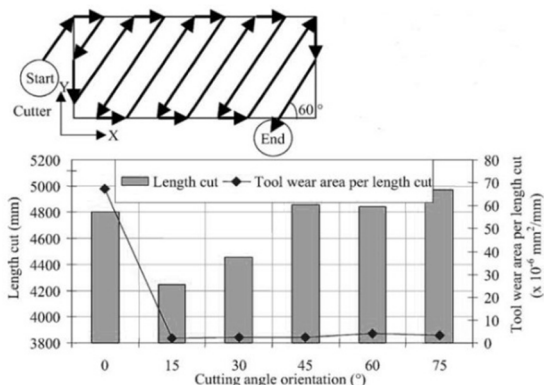 Start
Y
Cutter
X
60°
End
Length cut
Tool wear area per length cut
5200
5000
4800
4600
4400
4200
4000
3800
Length cut (mm)
80
70
60
50
40
30
20
10
0
Tool wear area per length cut
(x 10⁻⁶ mm²/mm)
0 15 30 45 60 75
Cutting angle orientation (°)